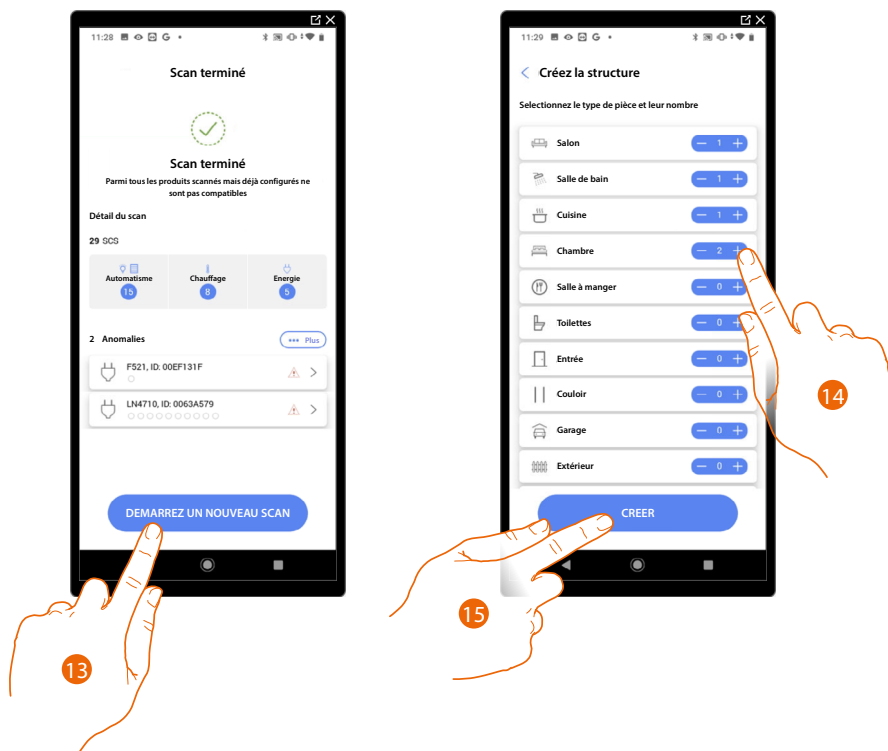 11:28 G •
Scan terminé
Scan terminé
Parmi tous les produits scannés mais déjà configurés ne
sont pas compatibles
Détail du scan
29 SCS
Automatisme
15
Chauffage
8
Energie
5
2 Anomalies
••• Plus
F521, ID: 00EF131F
LN4710, ID: 0063A579
DEMARREZ UN NOUVEAU SCAN
13
11:29 G •
Créez la structure
Selectionnez le type de pièce et leur nombre
Salon − 1 +
Salle de bain − 1 +
Cuisine − 1 +
Chambre − 2 +
Salle à manger − 0 +
Toilettes − 0 +
Entrée − 0 +
Couloir − 0 +
Garage − 0 +
Extérieur − 0 +
CREER
14
15